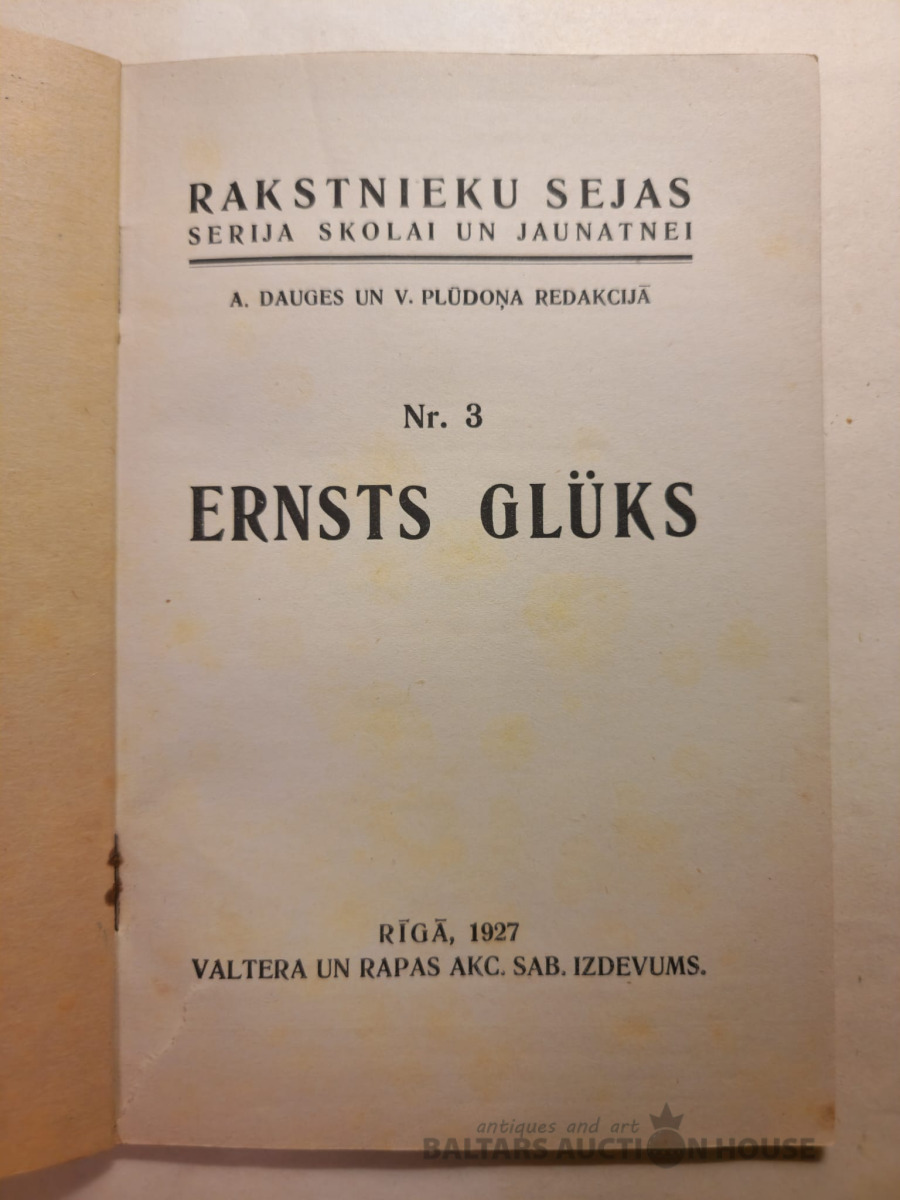 RAKSTNIEKU SEJAS
SERIJA SKOLAI UN JAUNATNEI
A. DAUGES UN V. PLŪDOŅA REDAKCIJĀ
Nr. 3
ERNSTS GLÜKS
RĪGĀ, 1927
VALTERA UN RAPAS AKC. SAB. IZDEVUMS.
antiques and art
BALTARS AUCTION HOUSE